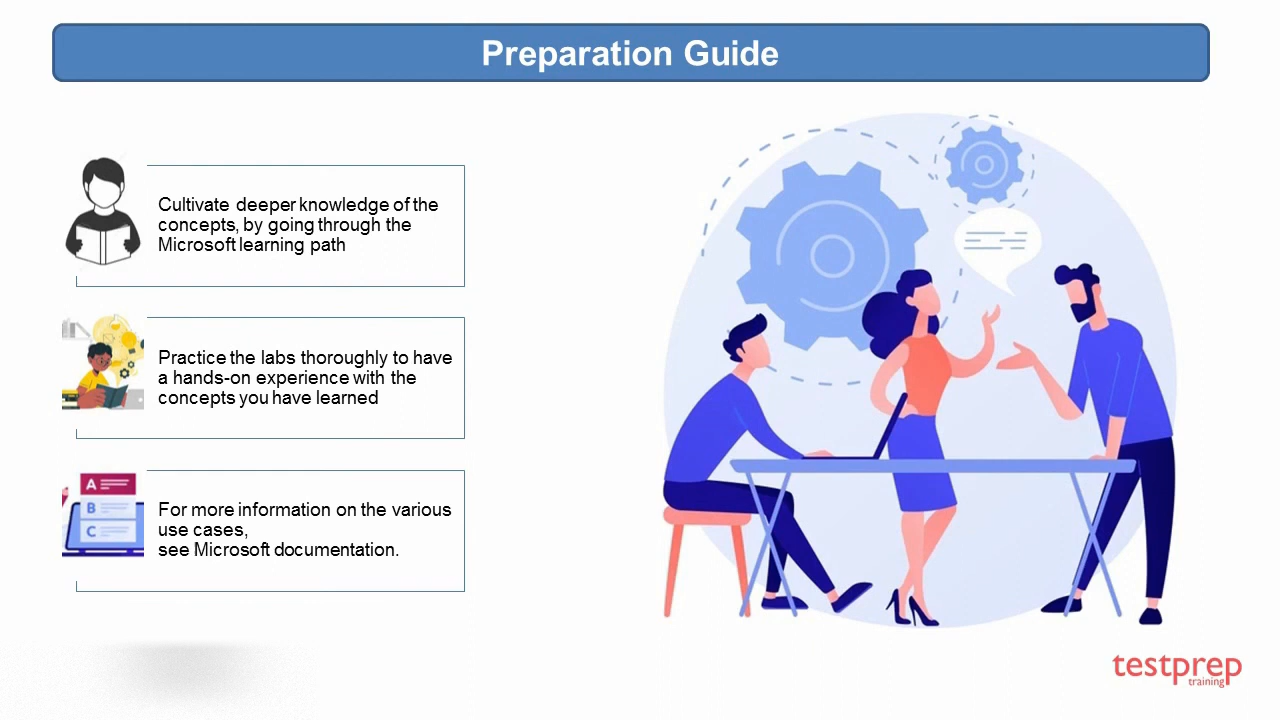 Preparation Guide
Cultivate deeper knowledge of the
concepts, by going through the
Microsoft learning path
Practice the labs thoroughly to have
a hands-on experience with the
concepts you have learned
A
B
C
For more information on the various
use cases,
see Microsoft documentation.
testprep
training